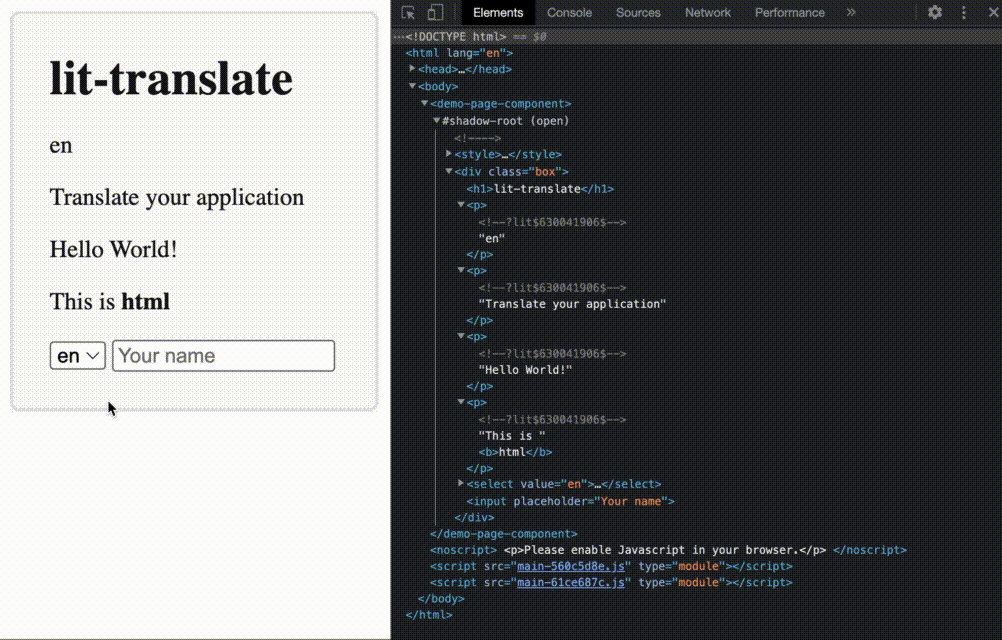 lit-translate
en
Translate your application
Hello World!
This is html
en
Your name
Elements Console Sources Network Performance »
…<!DOCTYPE html> == $0
<html lang="en">
<head>…</head>
<body>
<demo-page-component>
#shadow-root (open)
<!---->
<style>…</style>
<div class="box">
<h1>lit-translate</h1>
<p>
<!--?lit$630041906$-->
"en"
</p>
<p>
<!--?lit$630041906$-->
"Translate your application"
</p>
<p>
<!--?lit$630041906$-->
"Hello World!"
</p>
<p>
<!--?lit$630041906$-->
"This is "
<b>html</b>
</p>
<select value="en">…</select>
<input placeholder="Your name">
</div>
</demo-page-component>
<noscript> <p>Please enable Javascript in your browser.</p> </noscript>
<script src="main-560c5d8e.js" type="module"></script>
<script src="main-61ce687c.js" type="module"></script>
</body>
</html>